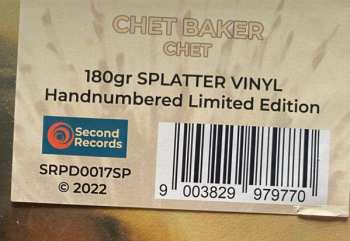 CHET BAKER
CHET
180gr SPLATTER VINYL
Handnumbered Limited Edition
Second
Records
SRPD0017SP
© 2022
9 003829 979770